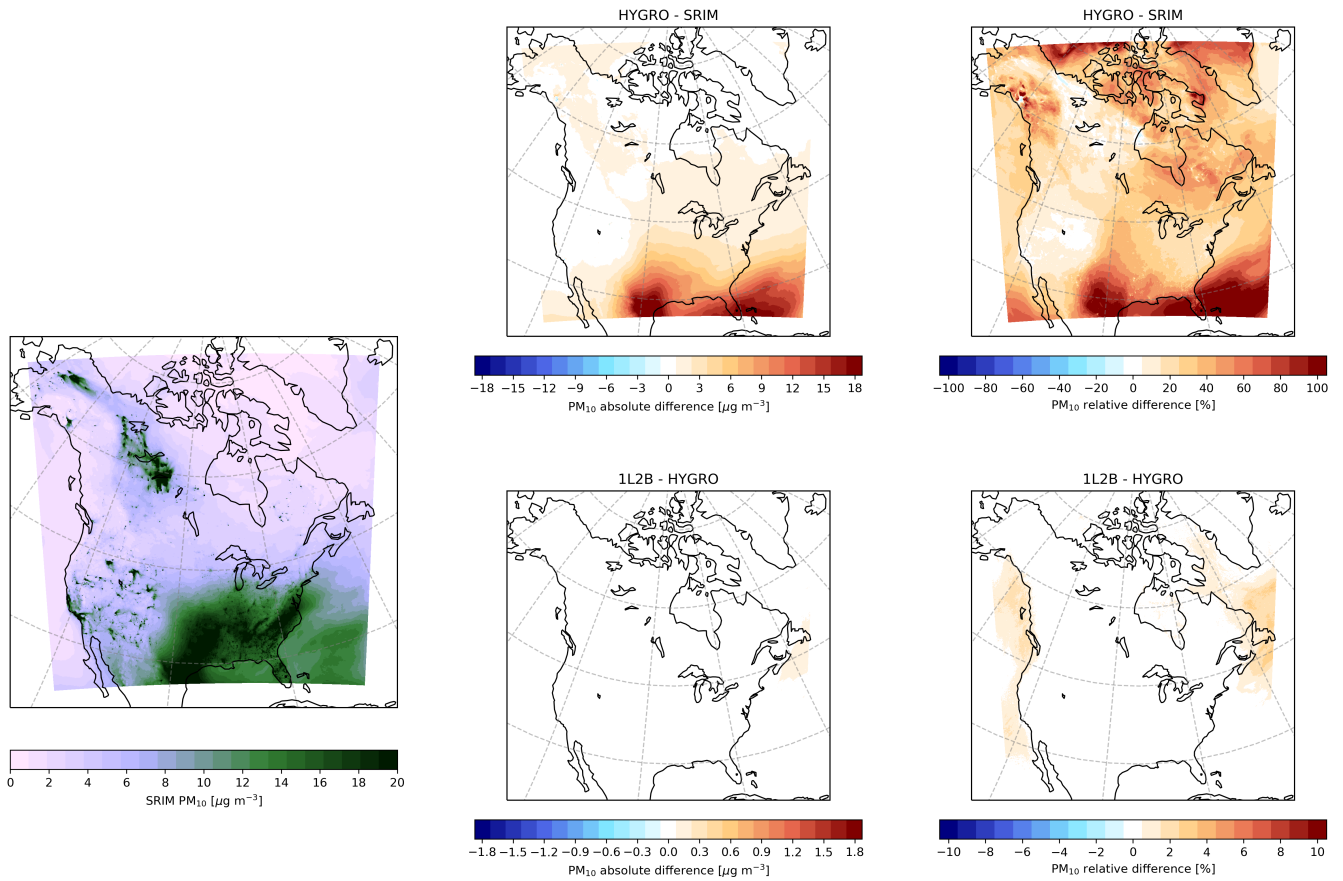 HYGRO - SRIM
HYGRO - SRIM
−18 −15 −12 −9 −6 −3 0 3 6 9 12 15 18
PM₁₀ absolute difference [µg m⁻³]
−100 −80 −60 −40 −20 0 20 40 60 80 100
PM₁₀ relative difference [%]
0 2 4 6 8 10 12 14 16 18 20
SRIM PM₁₀ [µg m⁻³]
1L2B - HYGRO
1L2B - HYGRO
−1.8 −1.5 −1.2 −0.9 −0.6 −0.3 0.0 0.3 0.6 0.9 1.2 1.5 1.8
PM₁₀ absolute difference [µg m⁻³]
−10 −8 −6 −4 −2 0 2 4 6 8 10
PM₁₀ relative difference [%]